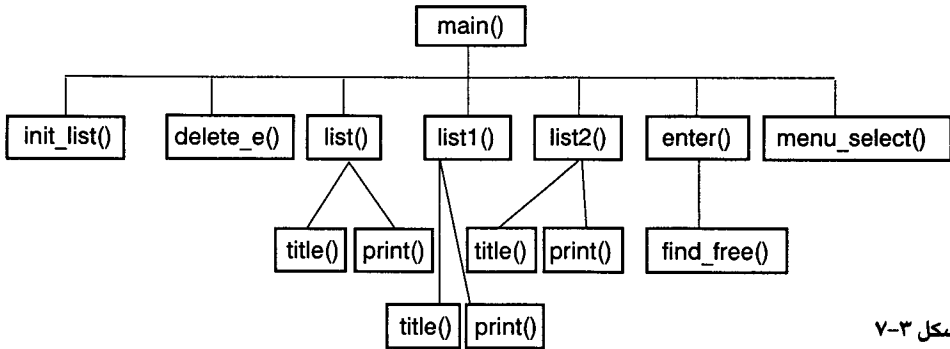 main()
init_list() delete_e() list() list1() list2() enter() menu_select()
title() print() title() print() find_free()
title() print()
شکل ۳-۷